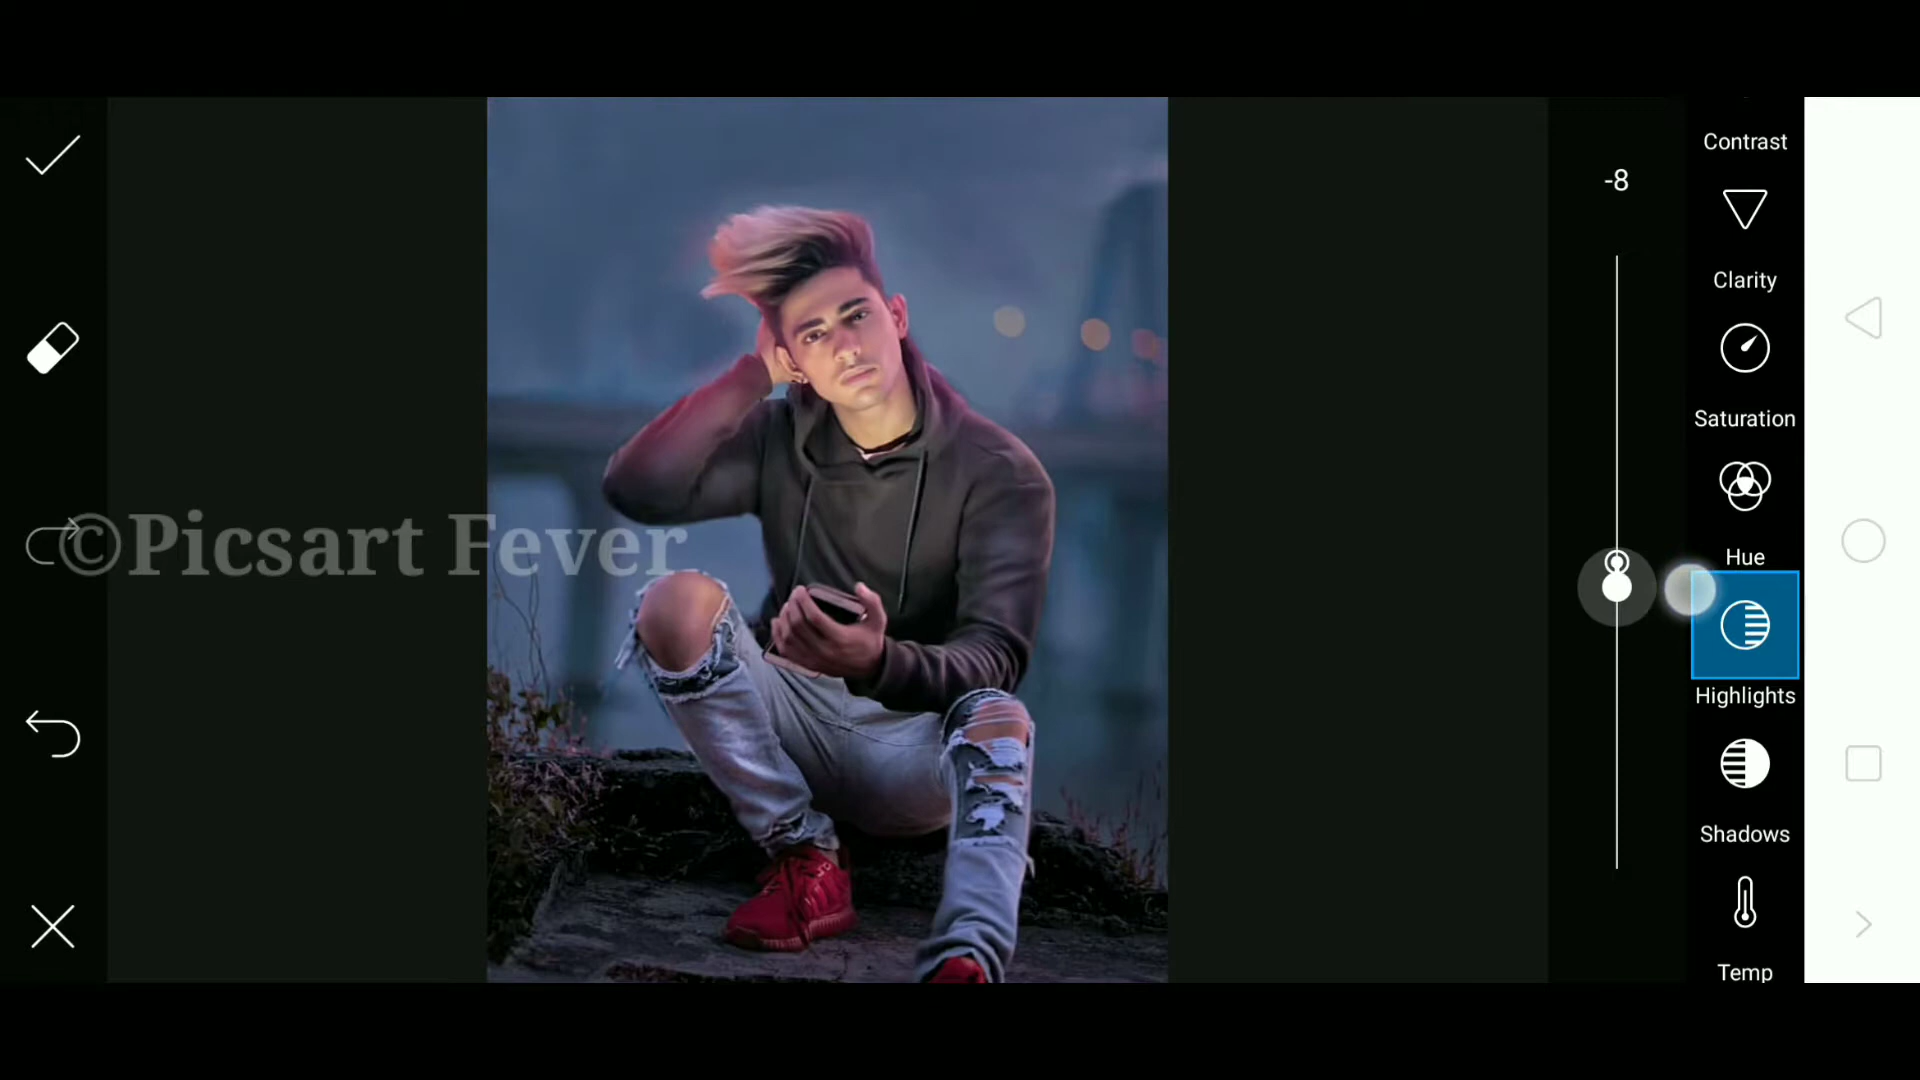 Contrast
-8
Clarity
Saturation
©Picsart Fever
Hue
Highlights
Shadows
Temp